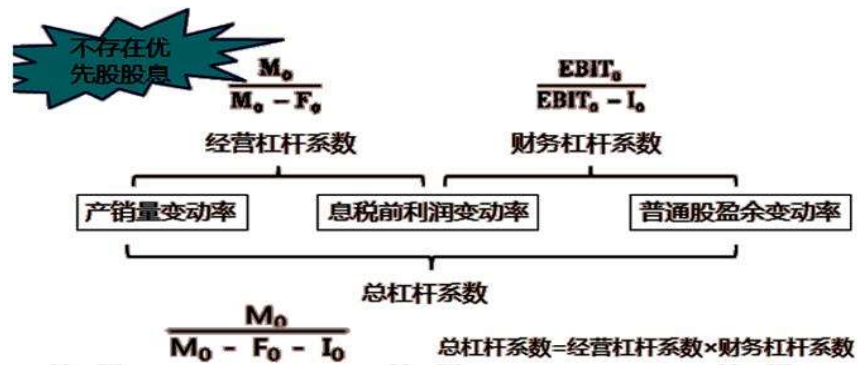 不存在优
先股股息
M₀
M₀ - F₀
EBIT₀
EBIT₀ - I₀
经营杠杆系数
财务杠杆系数
产销量变动率
息税前利润变动率
普通股盈余变动率
总杠杆系数
M₀
M₀ - F₀ - I₀
总杠杆系数=经营杠杆系数×财务杠杆系数